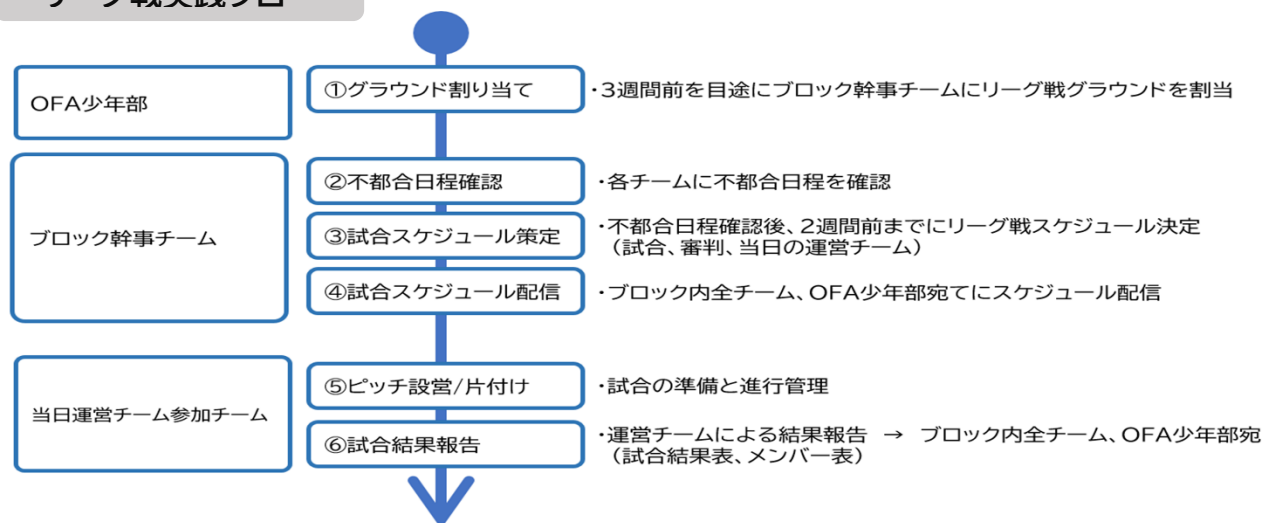 リーグ戦実践フロー
OFA少年部
①グラウンド割り当て
・3週間前を目途にブロック幹事チームにリーグ戦グラウンドを割当
ブロック幹事チーム
②不都合日程確認
・各チームに不都合日程を確認
③試合スケジュール策定
・不都合日程確認後、2週間前までにリーグ戦スケジュール決定
（試合、審判、当日の運営チーム）
④試合スケジュール配信
・ブロック内全チーム、OFA少年部宛てにスケジュール配信
当日運営チーム参加チーム
⑤ピッチ設営/片付け
・試合の準備と進行管理
⑥試合結果報告
・運営チームによる結果報告 → ブロック内全チーム、OFA少年部宛
（試合結果表、メンバー表）